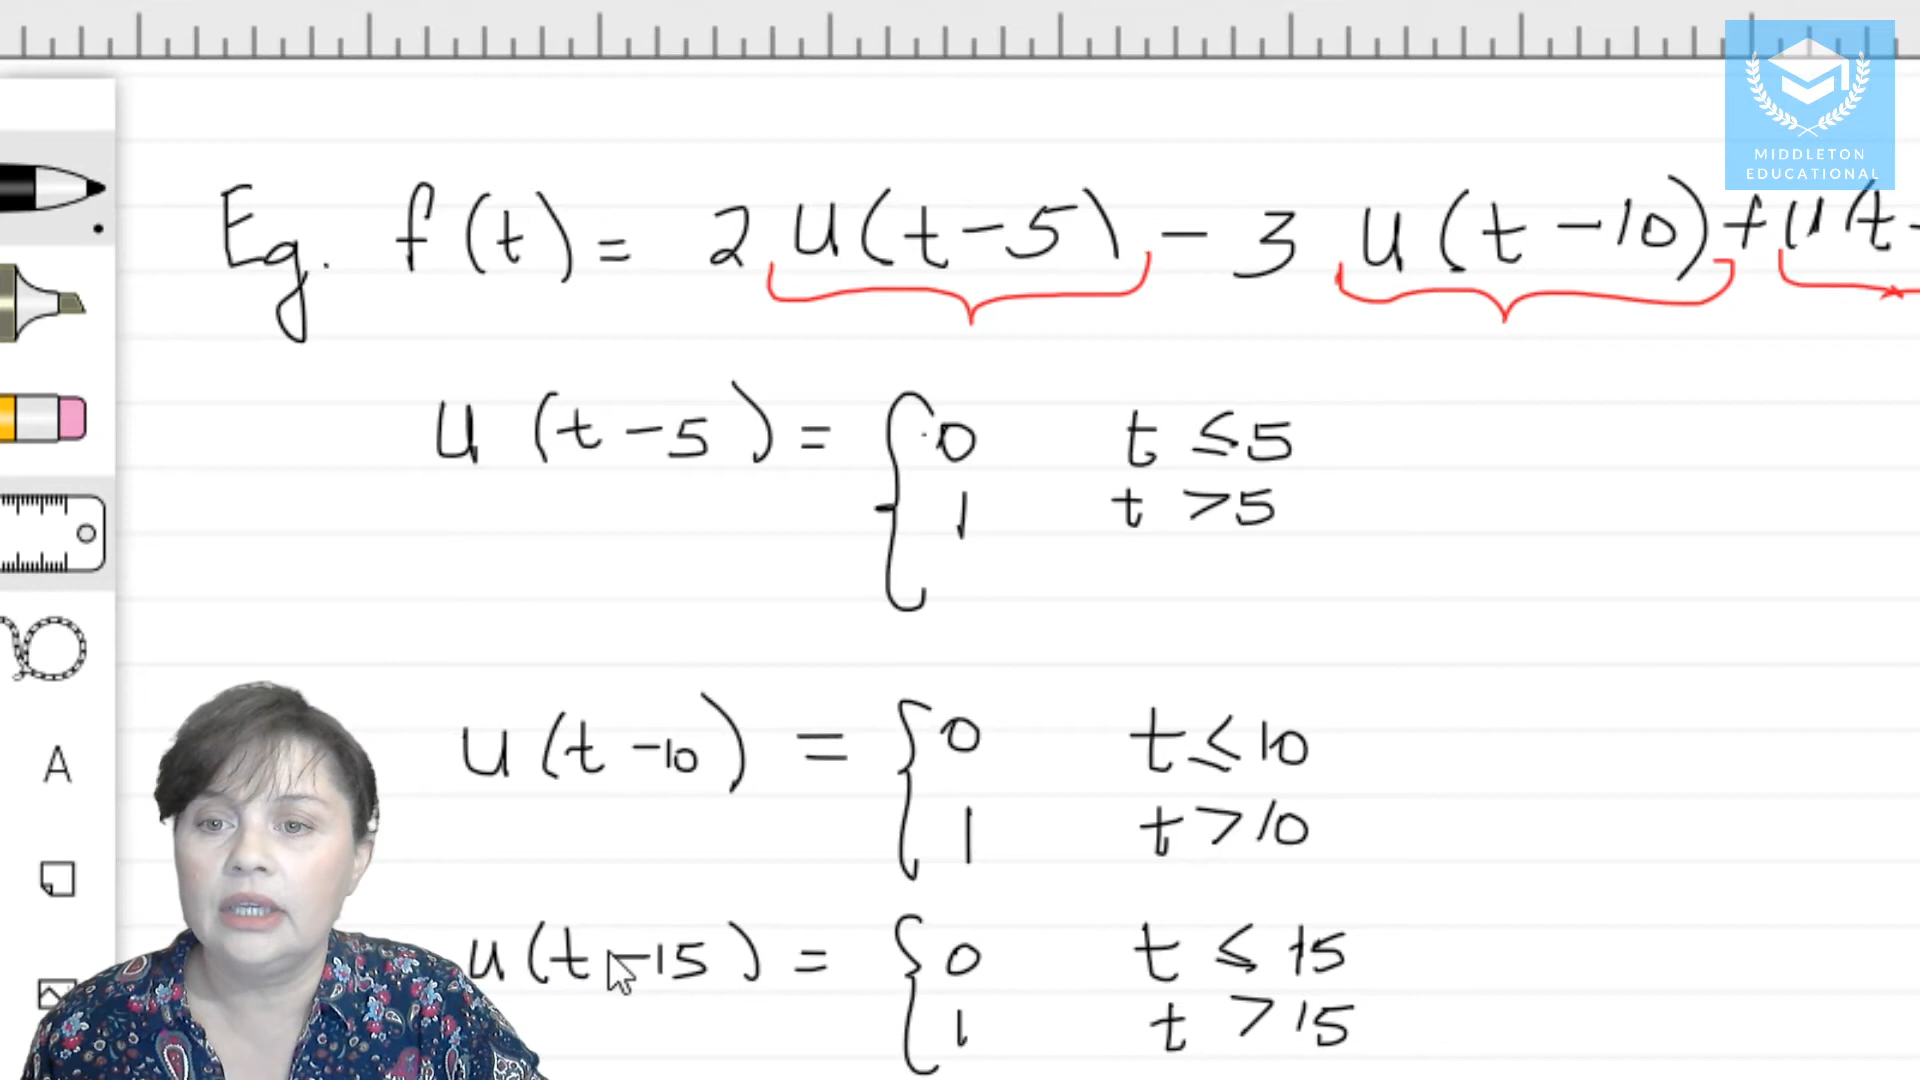 MIDDLETON
EDUCATIONAL
Eg. f(t) = 2 u(t-5) - 3 u(t-10) + u(t-
u(t-5) = { 0 t ≤ 5
1 t > 5
u(t-10) = { 0 t ≤ 10
1 t > 10
u(t-15) = { 0 t ≤ 15
1 t > 15
A